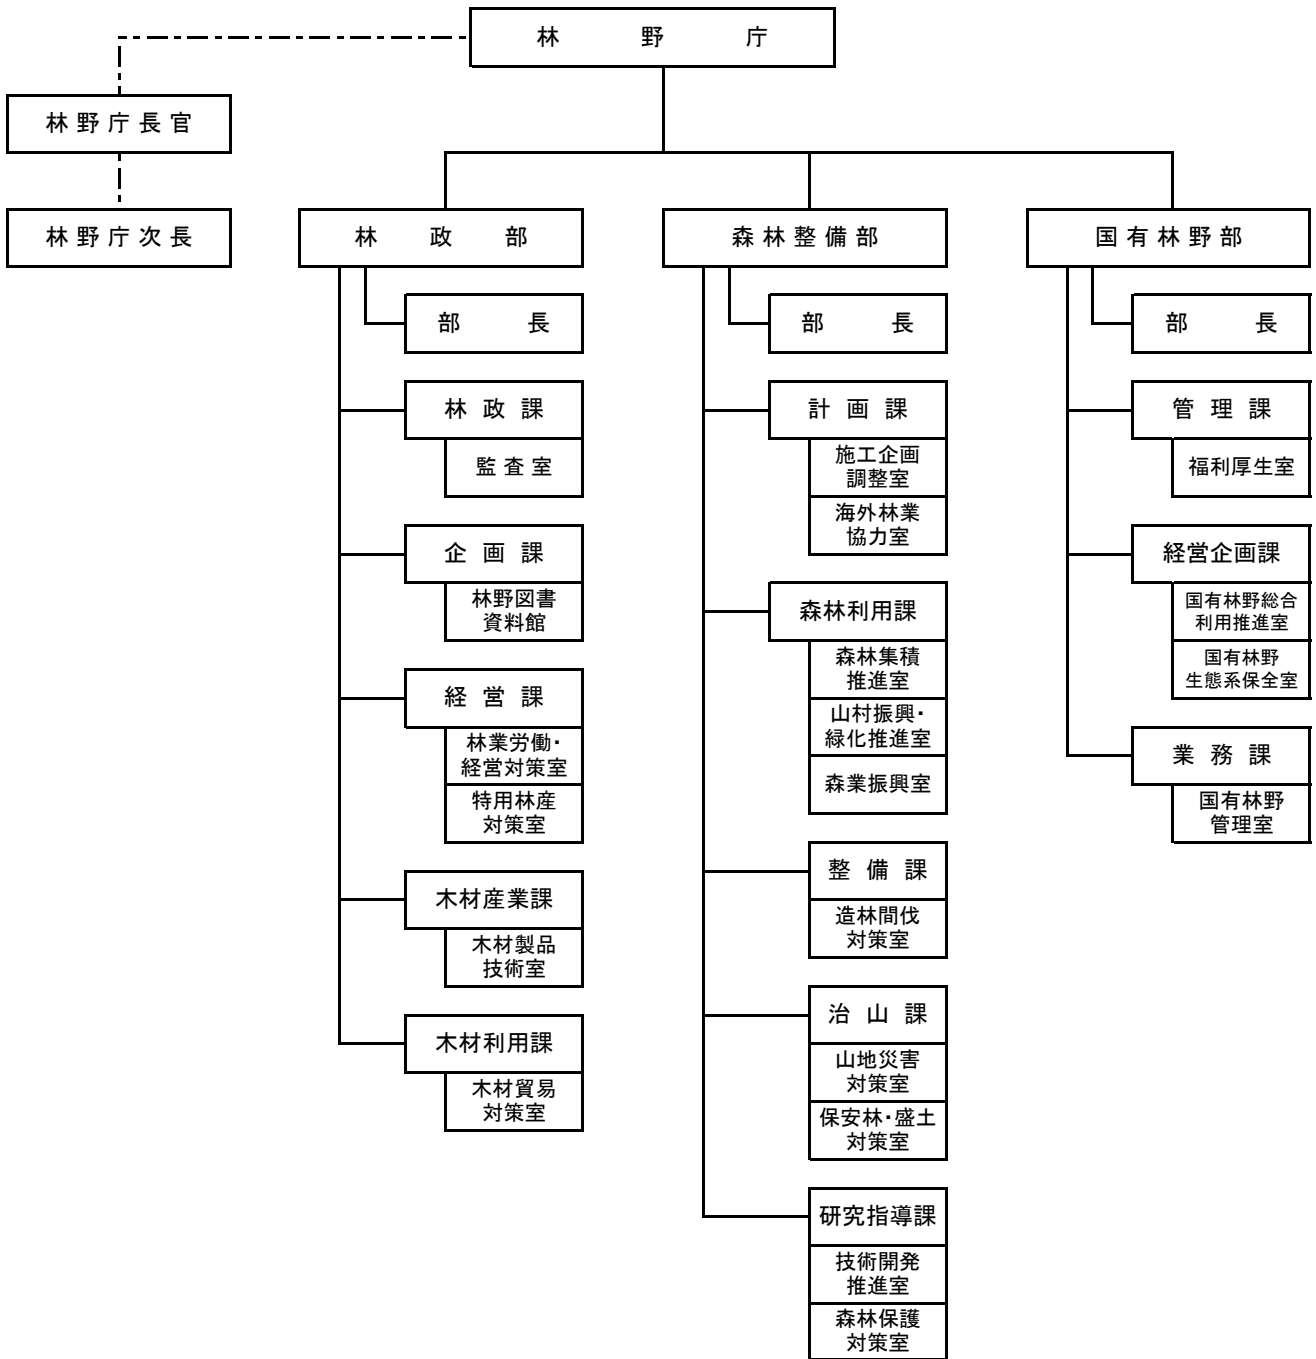 林野庁
林野庁長官
林野庁次長
林政部
部長
林政課
監査室
企画課
林野図書
資料館
経営課
林業労働・
経営対策室
特用林産
対策室
木材産業課
木材製品
技術室
木材利用課
木材貿易
対策室
森林整備部
部長
計画課
施工企画
調整室
海外林業
協力室
森林利用課
森林集積
推進室
山村振興・
緑化推進室
森業振興室
整備課
造林間伐
対策室
治山課
山地災害
対策室
保安林・盛土
対策室
研究指導課
技術開発
推進室
森林保護
対策室
国有林野部
部長
管理課
福利厚生室
経営企画課
国有林野総合
利用推進室
国有林野
生態系保全室
業務課
国有林野
管理室